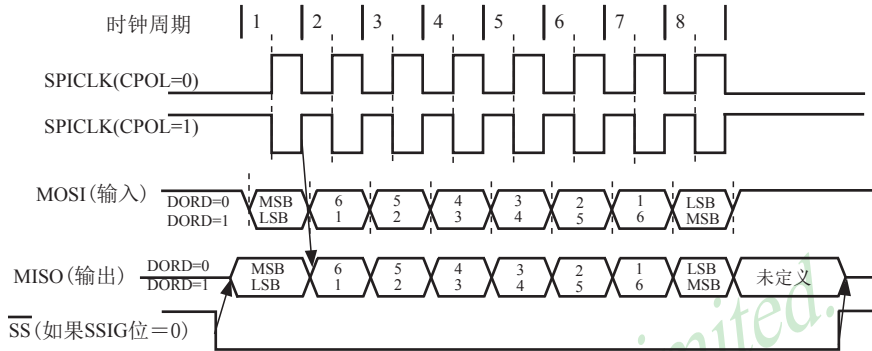 时钟周期 1 2 3 4 5 6 7 8
SPICLK(CPOL=0)
SPICLK(CPOL=1)
MOSI(输入) DORD=0 MSB 6 5 4 3 2 1 LSB
DORD=1 LSB 1 2 3 4 5 6 MSB
MISO(输出) DORD=0 MSB 6 5 4 3 2 1 LSB 未定义
DORD=1 LSB 1 2 3 4 5 6 MSB
SS(如果SSIG位=0)
imited.